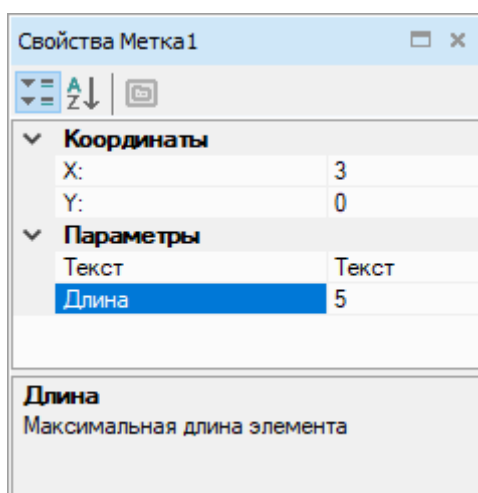 Свойства Метка1
Координаты
X: 3
Y: 0
Параметры
Текст Текст
Длина 5
Длина
Максимальная длина элемента